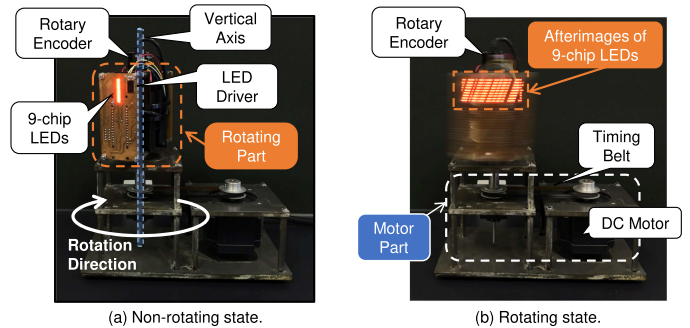 Rotary
Encoder
Vertical
Axis
LED
Driver
9-chip
LEDs
Rotating
Part
Rotation
Direction
(a) Non-rotating state.
Rotary
Encoder
Afterimages of
9-chip LEDs
Timing
Belt
Motor
Part
DC Motor
(b) Rotating state.